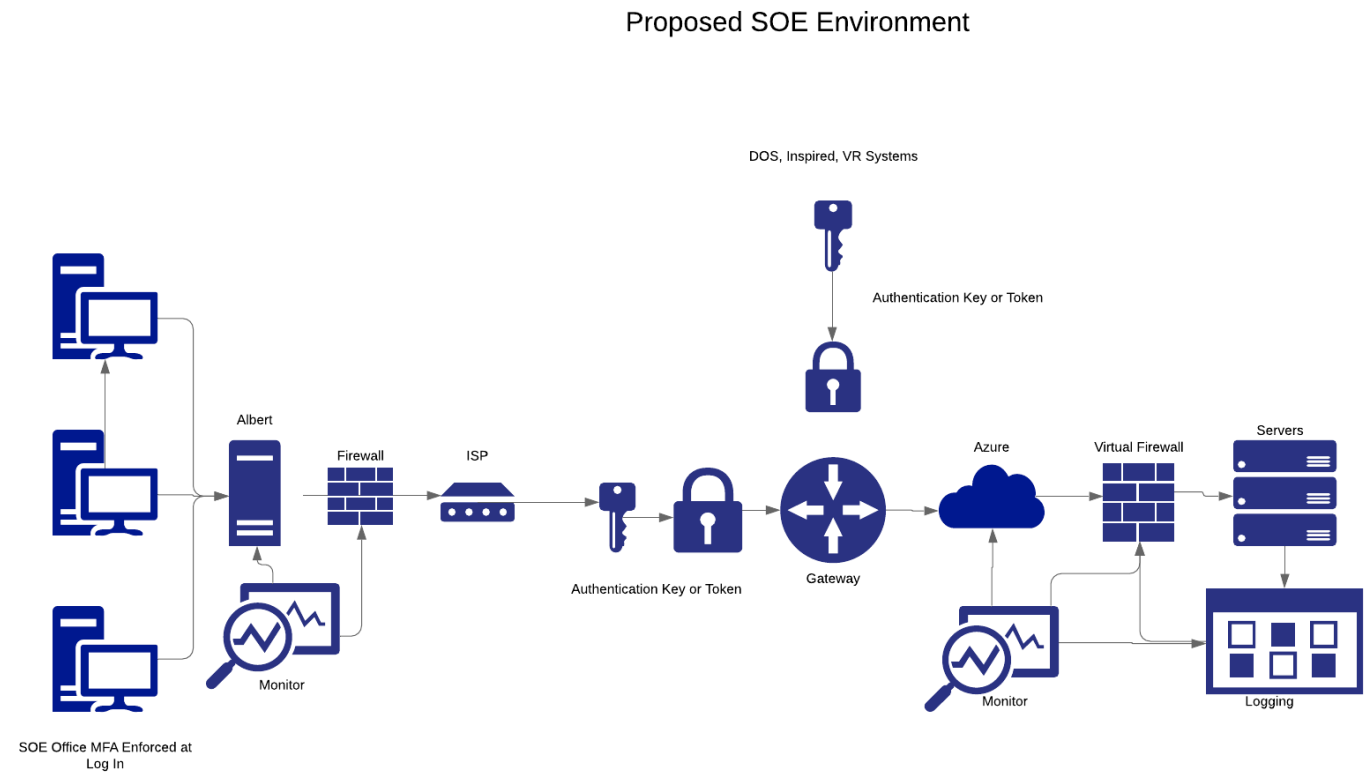 Proposed SOE Environment
DOS, Inspired, VR Systems
Authentication Key or Token
Albert
Firewall
ISP
Azure
Virtual Firewall
Servers
Gateway
Authentication Key or Token
Monitor
Monitor
Logging
SOE Office MFA Enforced at
Log In